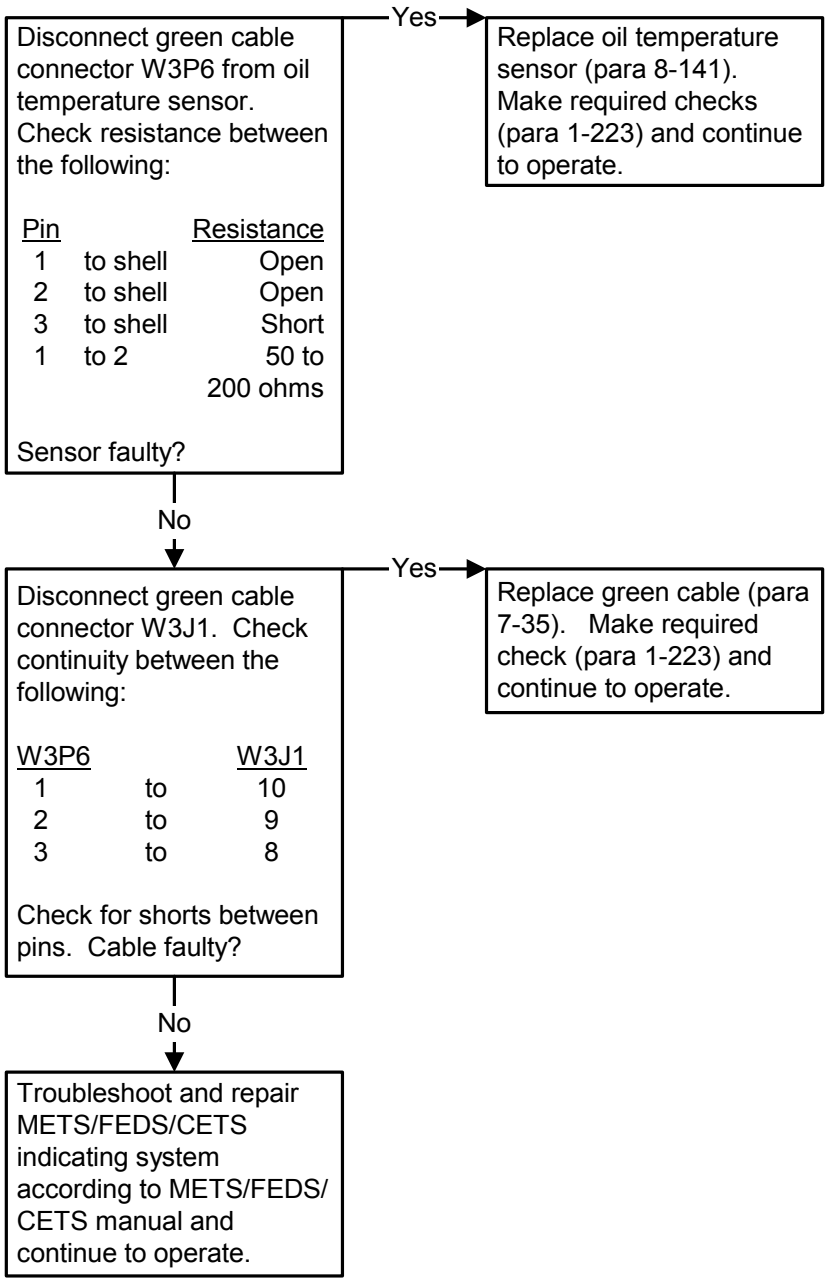 Disconnect green cable
connector W3P6 from oil
temperature sensor.
Check resistance between
the following:
Pin Resistance
1 to shell Open
2 to shell Open
3 to shell Short
1 to 2 50 to
200 ohms
Sensor faulty?
Yes
Replace oil temperature
sensor (para 8-141).
Make required checks
(para 1-223) and continue
to operate.
No
Disconnect green cable
connector W3J1. Check
continuity between the
following:
W3P6 W3J1
1 to 10
2 to 9
3 to 8
Check for shorts between
pins. Cable faulty?
Yes
Replace green cable (para
7-35). Make required
check (para 1-223) and
continue to operate.
No
Troubleshoot and repair
METS/FEDS/CETS
indicating system
according to METS/FEDS/
CETS manual and
continue to operate.